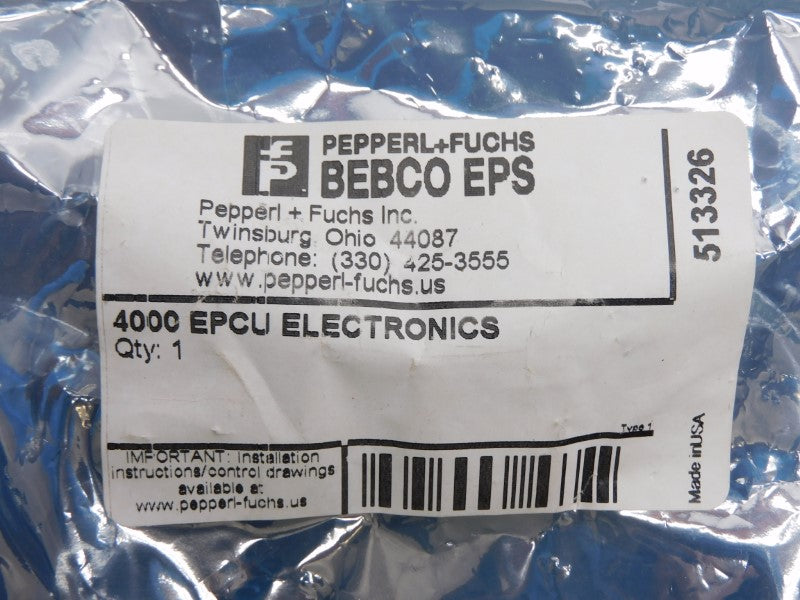 PEPPERL+FUCHS
BEBCO EPS
Pepperl + Fuchs Inc.
Twinsburg, Ohio 44087
Telephone: (330) 425-3555
www.pepperl-fuchs.us
513326
4000 EPCU ELECTRONICS
Qty: 1
Type 1
Made inUSA
IMPORTANT: Installation
instructions/control drawings
available at
www.pepperl-fuchs.us